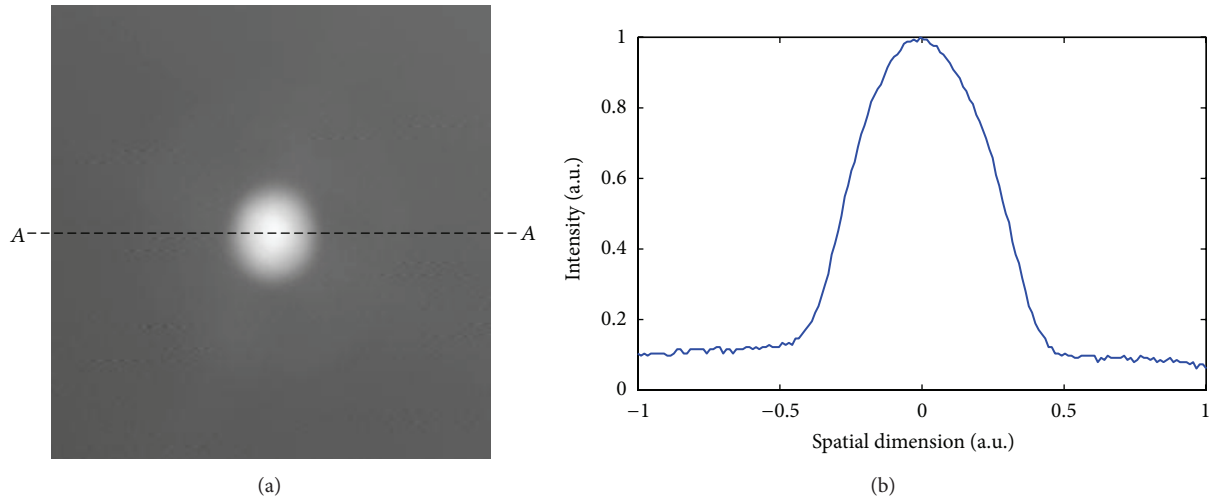 A A
(a)
Intensity (a.u.)
1
0.8
0.6
0.4
0.2
0
−1 −0.5 0 0.5 1
Spatial dimension (a.u.)
(b)